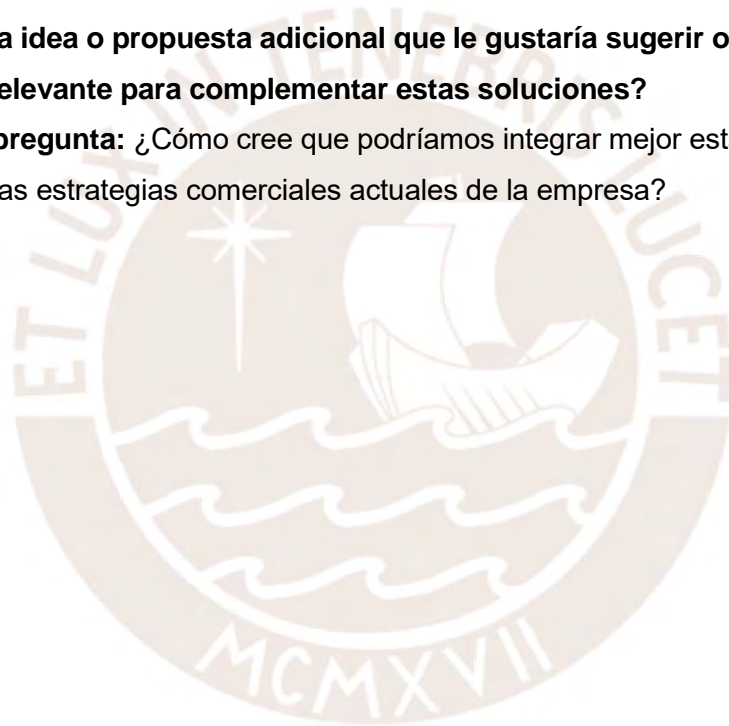 a idea o propuesta adicional que le gustaría sugerir o
elevante para complementar estas soluciones?
pregunta: ¿Cómo cree que podríamos integrar mejor est
as estrategias comerciales actuales de la empresa?
ET LUX IN TENEBRIS LUCET
MCMXVII